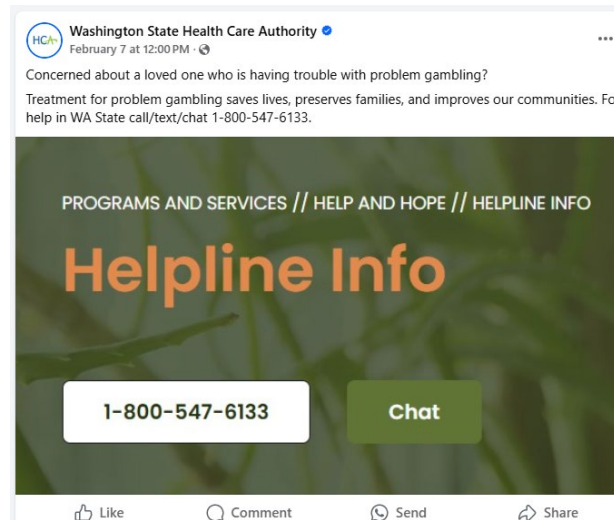 HCA
Washington State Health Care Authority
February 7 at 12:00 PM ·
Concerned about a loved one who is having trouble with problem gambling?
Treatment for problem gambling saves lives, preserves families, and improves our communities. Fo
help in WA State call/text/chat 1-800-547-6133.
PROGRAMS AND SERVICES // HELP AND HOPE // HELPLINE INFO
Helpline Info
1-800-547-6133
Chat
Like
Comment
Send
Share